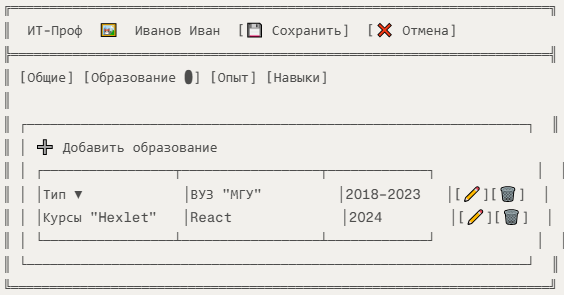 ИТ-Проф 🖼️ Иванов Иван [💾 Сохранить] [❌ Отмена]
[Общие] [Образование ⬮] [Опыт] [Навыки]
➕ Добавить образование
Тип ▼ │ВУЗ "МГУ" │2018-2023 │[✏️][🗑️]
Курсы "Hexlet" │React │2024 │[✏️][🗑️]